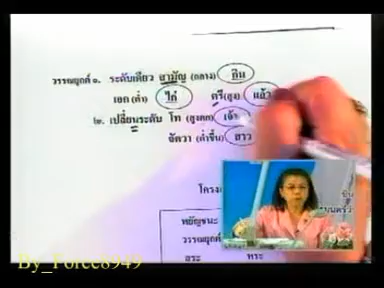 วรรณยุกต์ ๑. ระดับเดียว สามัญ (กลาง) กิน
เอก (ต่ำ) ไก่ ตรี (สูง) แล้ว
๒. เปลี่ยนระดับ โท (สูงตก) เจ้า
จัตวา (ต่ำขึ้น) สาว
โครง
พยัญชนะ
วรรณยุกต์
สระ
By_Force8949